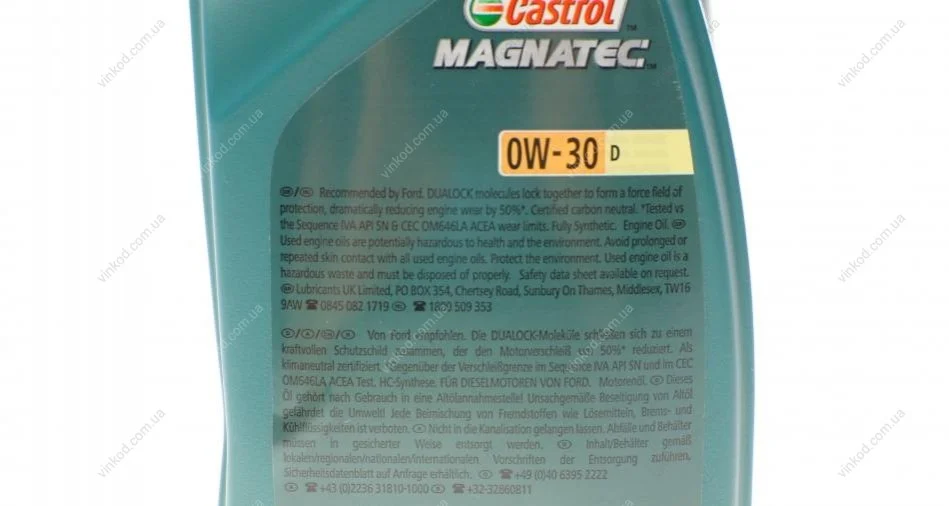 Castrol
MAGNATEC
0W-30 D
Recommended by Ford. DUALOCK molecules lock together to form a force field of
protection, dramatically reducing engine wear by 50%*. Certified carbon neutral. *Tested vs
the Sequence IVA API SN & CEC OM646LA ACEA wear limits. Fully Synthetic. Engine Oil.
Used engine oils are potentially hazardous to health and the environment. Avoid prolonged or
repeated skin contact with all used engine oils. Protect the environment. Used engine oil is a
hazardous waste and must be disposed of properly. Safety data sheet available on request.
Lubricants UK Limited, PO BOX 354, Chertsey Road, Sunbury On Thames, Middlesex, TW16
9AW ☎ 0845 082 1719 ☎ 1800 509 353
Von Ford empfohlen. Die DUALOCK-Moleküle schließen sich zu einem
kraftvollen Schutzschild zusammen, der den Motorverschleiß um 50%* reduziert. Als
klimaneutral zertifiziert. *Gegenüber der Verschleißgrenze im Sequence IVA API SN und im CEC
OM646LA ACEA Test. HC-Synthese. FÜR DIESELMOTOREN VON FORD. Motorenöl. Dieses
Öl gehört nach Gebrauch in eine Altölannahmestelle! Unsachgemäße Beseitigung von Altöl
gefährdet die Umwelt! Jede Beimischung von Fremdstoffen wie Lösemitteln, Brems- und
Kühlflüssigkeiten ist verboten. Nicht in die Kanalisation gelangen lassen. Abfälle und Behälter
müssen in gesicherter Weise entsorgt werden. Inhalt/Behälter gemäß
lokalen/regionalen/nationalen/internationalen Vorschriften der Entsorgung zuführen.
Sicherheitsdatenblatt auf Anfrage erhältlich. ☎ +49 (0)40 6395 2222
☎ +43 (0)2236 31810-1000 ☎ +32-32860811
vinkod.com.ua